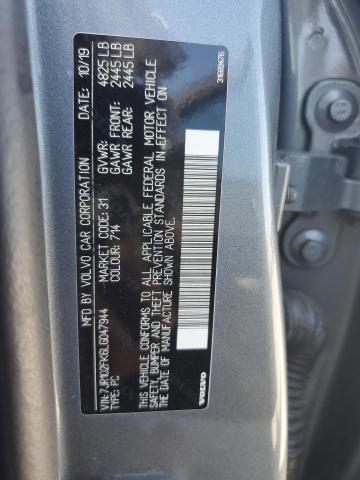 MFD BY VOLVO CAR CORPORATION DATE: 10/19
GVWR: 4825 LB
MARKET CODE: 31 GAWR FRONT: 2445 LB
COLOUR: 714 GAWR REAR: 2445 LB
VIN: 7JR102FK6LG047944
TYPE: PC
THIS VEHICLE CONFORMS TO ALL APPLICABLE FEDERAL MOTOR VEHICLE
SAFETY, BUMPER AND THEFT PREVENTION STANDARDS IN EFFECT ON THE
DATE OF MANUFACTURE SHOWN ABOVE.
VOLVO
31689476